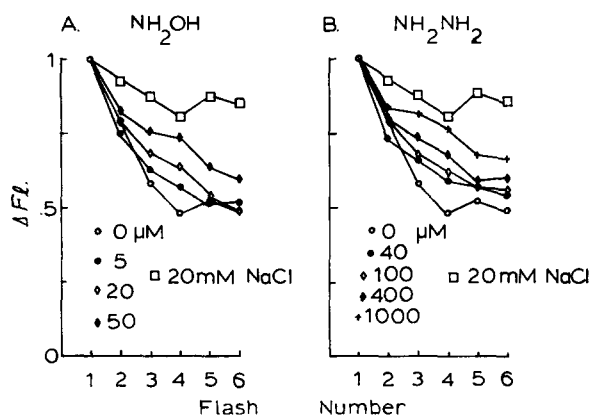 A. NH2OH
B. NH2NH2
ΔFl.
1
.5
0
○ 0 μM
● 5
◇ 20
♦ 50
□ 20mM NaCl
○ 0 μM
● 40
◇ 100
♦ 400
+ 1000
□ 20mM NaCl
1 2 3 4 5 6
1 2 3 4 5 6
Flash Number